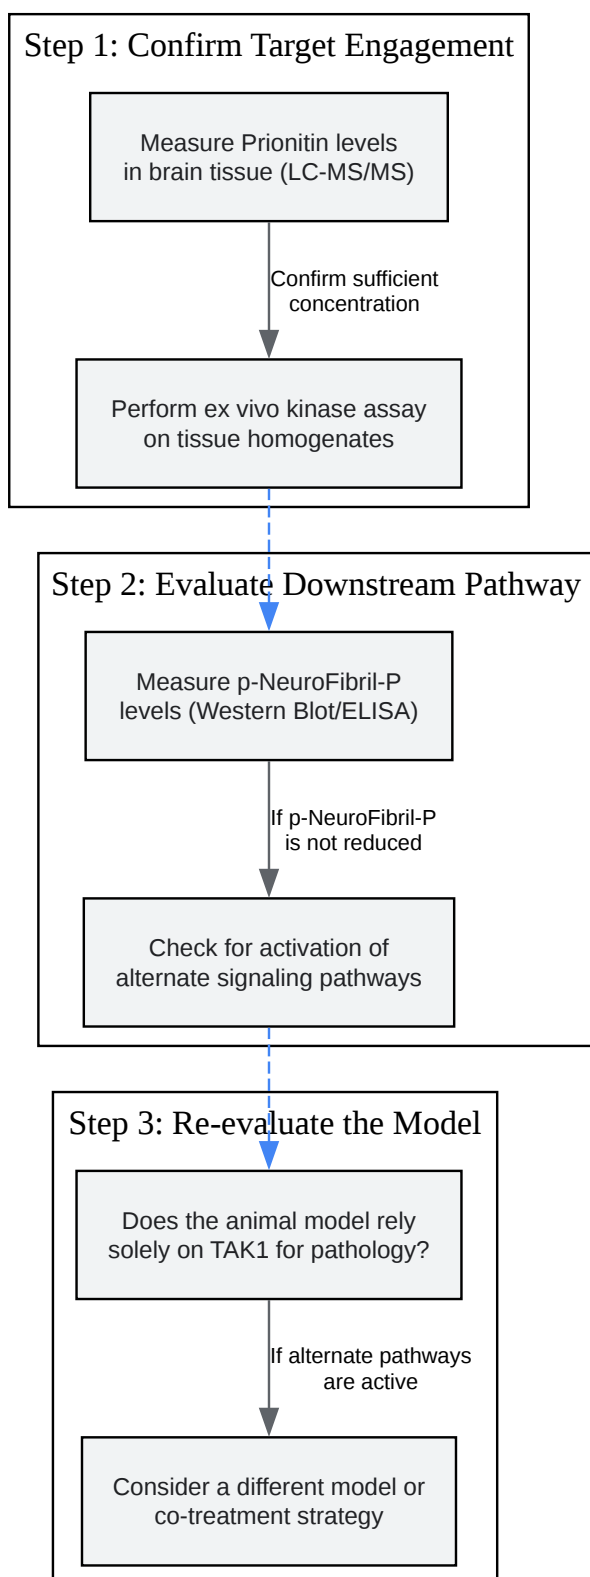 Step 1: Confirm Target Engagement
Measure Prionitin levels
in brain tissue (LC-MS/MS)
Confirm sufficient
concentration
Perform ex vivo kinase assay
on tissue homogenates
Step 2: Evaluate Downstream Pathway
Measure p-NeuroFibril-P
levels (Western Blot/ELISA)
If p-NeuroFibril-P
is not reduced
Check for activation of
alternate signaling pathways
Step 3: Re-evaluate the Model
Does the animal model rely
solely on TAK1 for pathology?
If alternate pathways
are active
Consider a different model or
co-treatment strategy